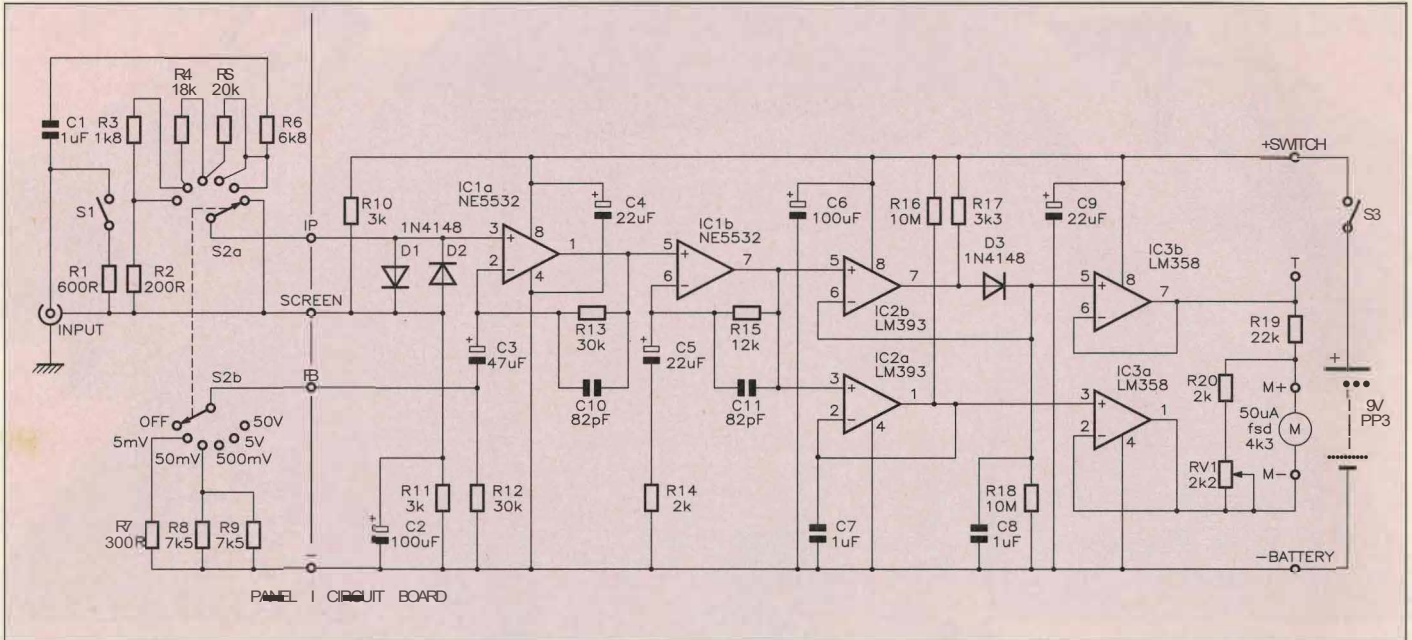 C1
1uF
R3
1k8
R4
18k
RS
20k
R6
6k8
S1
R1
600R
R2
200R
S2a
INPUT
IP
SCREEN
FB
S2b
OFF
5mV
50mV
500mV
5V
50V
R7
300R
R8
7k5
R9
7k5
PANEL | CIRCUIT BOARD
R10
3k
1N4148
D1
D2
IC1a
NE5532
3
+
2
-
8
4
1
C4
22uF
C3
+
47uF
R13
30k
C10
82pF
R11
3k
C2
+
100uF
R12
30k
IC1b
NE5532
5
+
6
-
7
C5
+
22uF
R15
12k
C11
82pF
R14
2k
C6
+
100uF
5
+
6
-
8
7
IC2b
LM393
IC2a
LM393
3
+
2
-
1
4
C7
1uF
R16
10M
R17
3k3
D3
1N4148
C9
+
22uF
R18
10M
C8
1uF
IC3b
LM358
5
+
6
-
8
7
IC3a
LM358
3
+
2
-
1
4
+SWITCH
S3
T
R19
22k
R20
2k
M+
50uA
fsd
4k3
M
M-
RV1
2k2
+
9V
PP3
-BATTERY